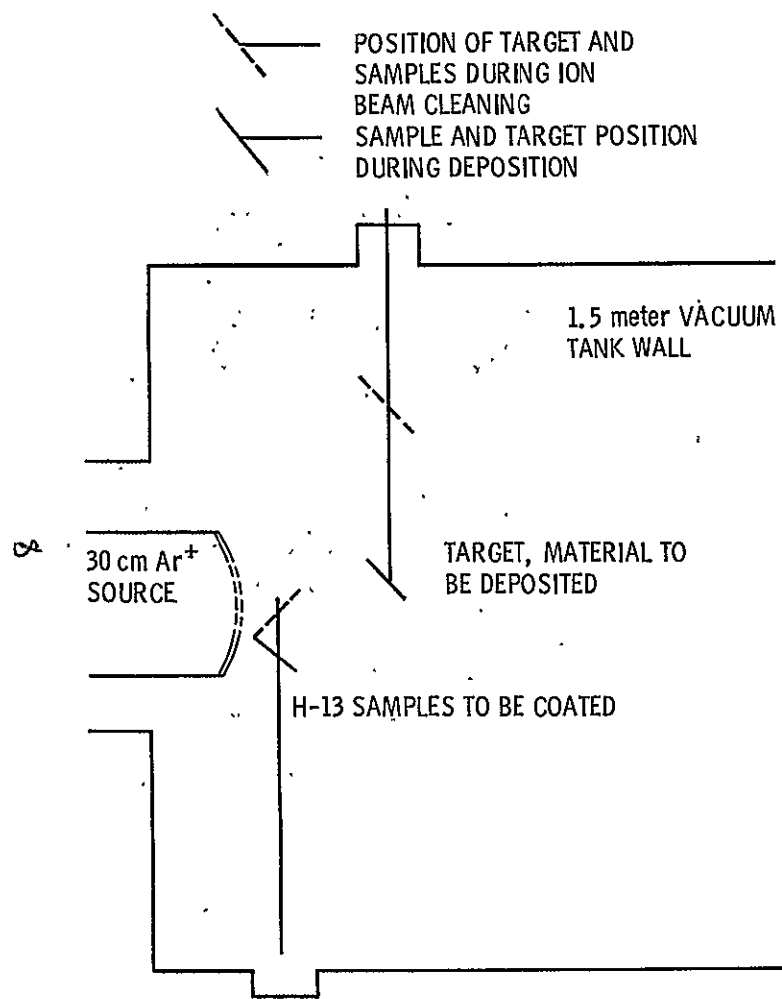 POSITION OF TARGET AND
SAMPLES DURING ION
BEAM CLEANING
SAMPLE AND TARGET POSITION
DURING DEPOSITION
1.5 meter VACUUM
TANK WALL
8
30 cm Ar⁺
SOURCE
TARGET, MATERIAL TO
BE DEPOSITED
H-13 SAMPLES TO BE COATED